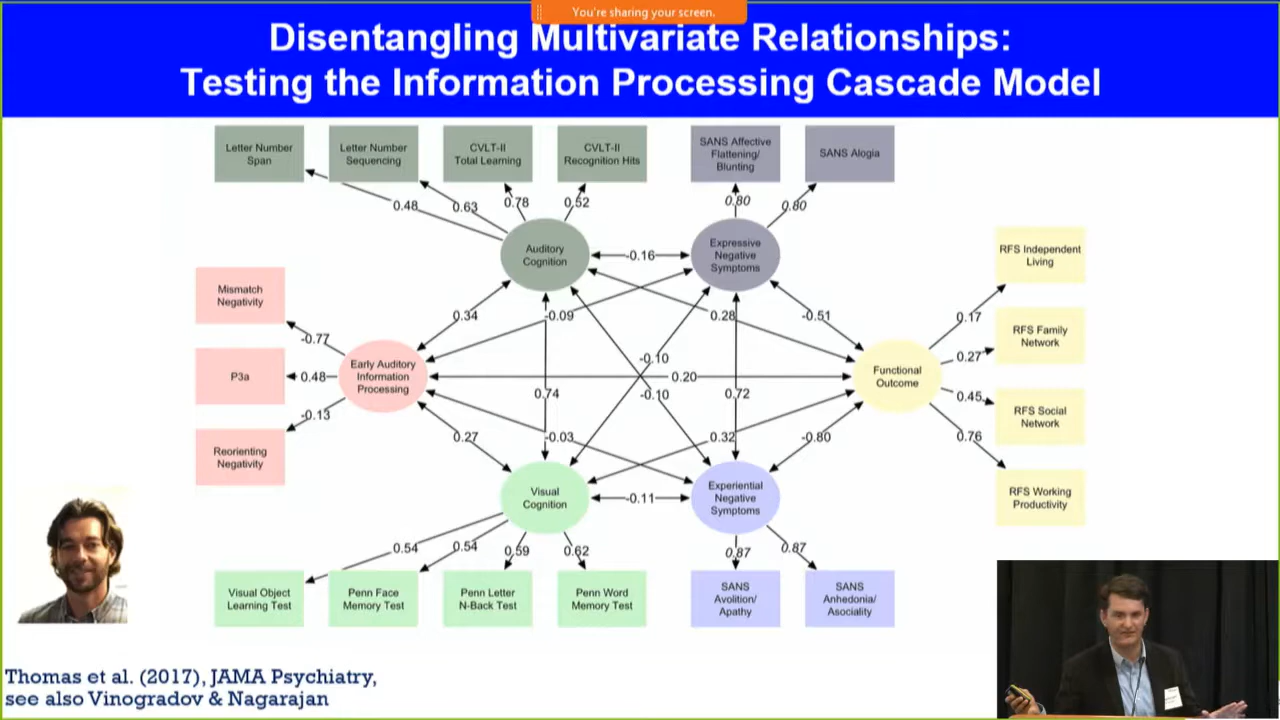 You're sharing your screen.
Disentangling Multivariate Relationships:
Testing the Information Processing Cascade Model
Letter Number
Span
Letter Number
Sequencing
CVLT-II
Total Learning
CVLT-II
Recognition Hits
SANS Affective
Flattening/
Blunting
SANS Alogia
0.48
0.63
0.78
0.52
0.80
0.80
Auditory
Cognition
-0.16
Expressive
Negative
Symptoms
RFS Independent
Living
Mismatch
Negativity
0.34
-0.09
0.28
-0.51
0.17
-0.77
RFS Family
Network
Early Auditory
Information
Processing
P3a
0.48
-0.10
0.20
-0.10
0.74
0.72
Functional
Outcome
0.27
0.45
-0.13
RFS Social
Network
Reorienting
Negativity
0.27
-0.03
0.32
-0.80
0.76
Visual
Cognition
-0.11
Experiential
Negative
Symptoms
RFS Working
Productivity
0.54
0.54
0.59
0.62
0.87
0.87
Visual Object
Learning Test
Penn Face
Memory Test
Penn Letter
N-Back Test
Penn Word
Memory Test
SANS
Avolition/
Apathy
SANS
Anhedonia/
Asociality
Thomas et al. (2017), JAMA Psychiatry,
see also Vinogradov & Nagarajan